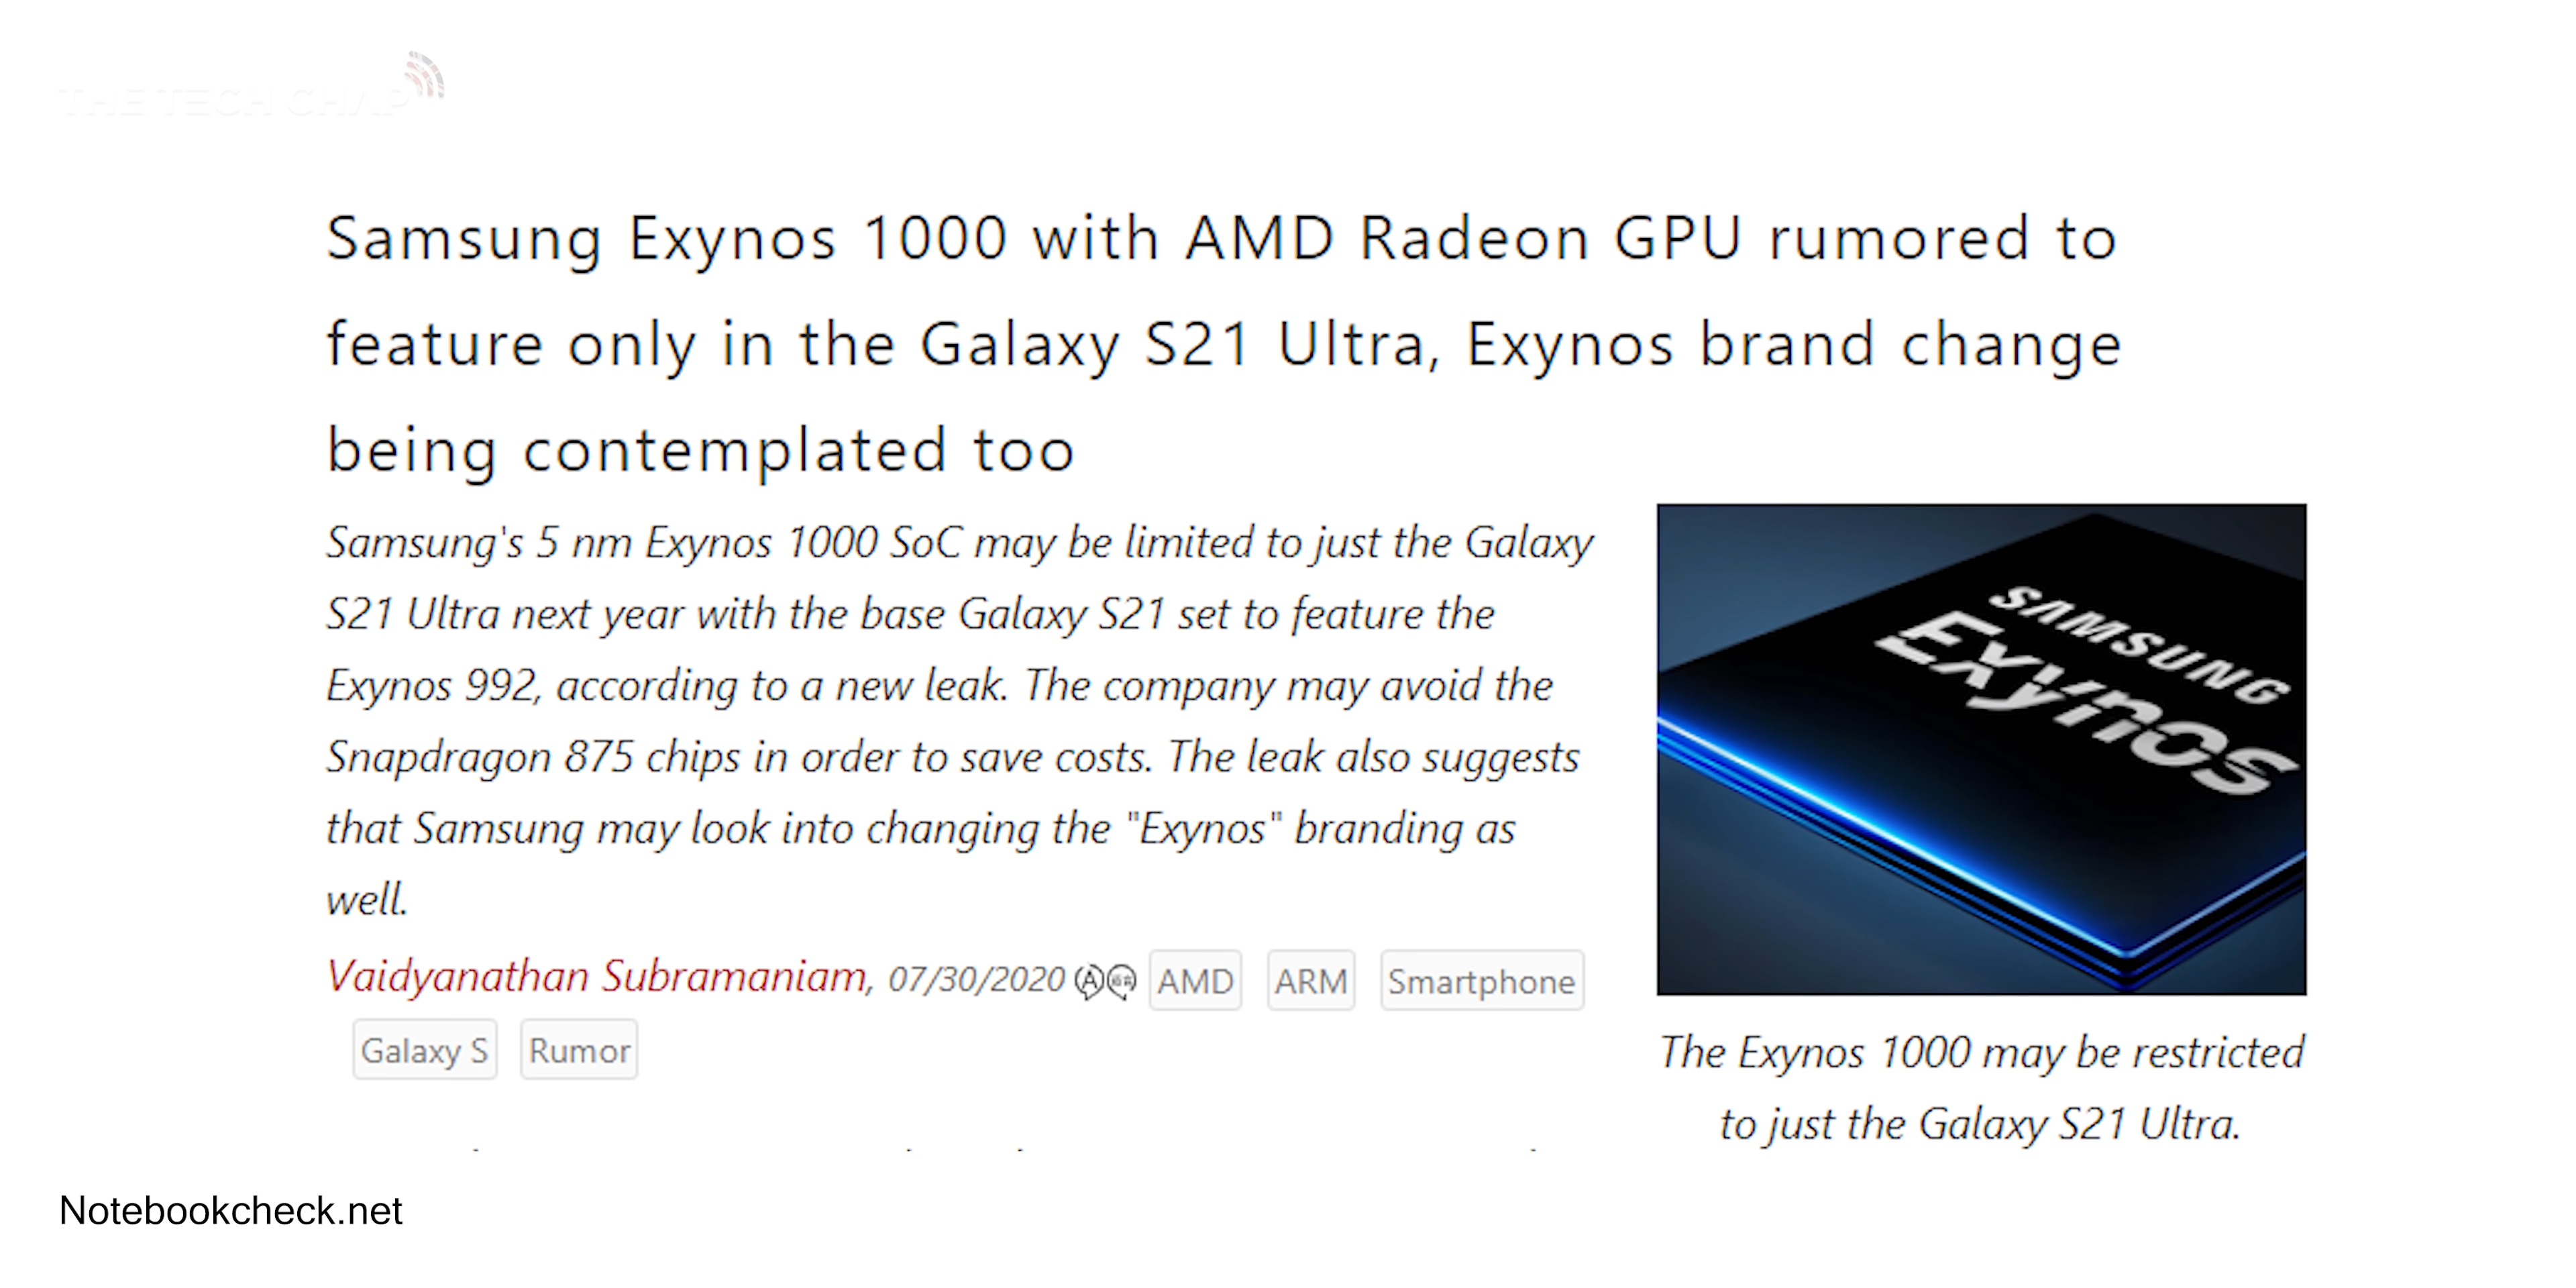 THE TECH CHAP
Samsung Exynos 1000 with AMD Radeon GPU rumored to
feature only in the Galaxy S21 Ultra, Exynos brand change
being contemplated too
Samsung's 5 nm Exynos 1000 SoC may be limited to just the Galaxy
S21 Ultra next year with the base Galaxy S21 set to feature the
Exynos 992, according to a new leak. The company may avoid the
Snapdragon 875 chips in order to save costs. The leak also suggests
that Samsung may look into changing the "Exynos" branding as
well.
Vaidyanathan Subramaniam, 07/30/2020 AMD ARM Smartphone
Galaxy S Rumor
SAMSUNG
Exynos
The Exynos 1000 may be restricted
to just the Galaxy S21 Ultra.
Notebookcheck.net